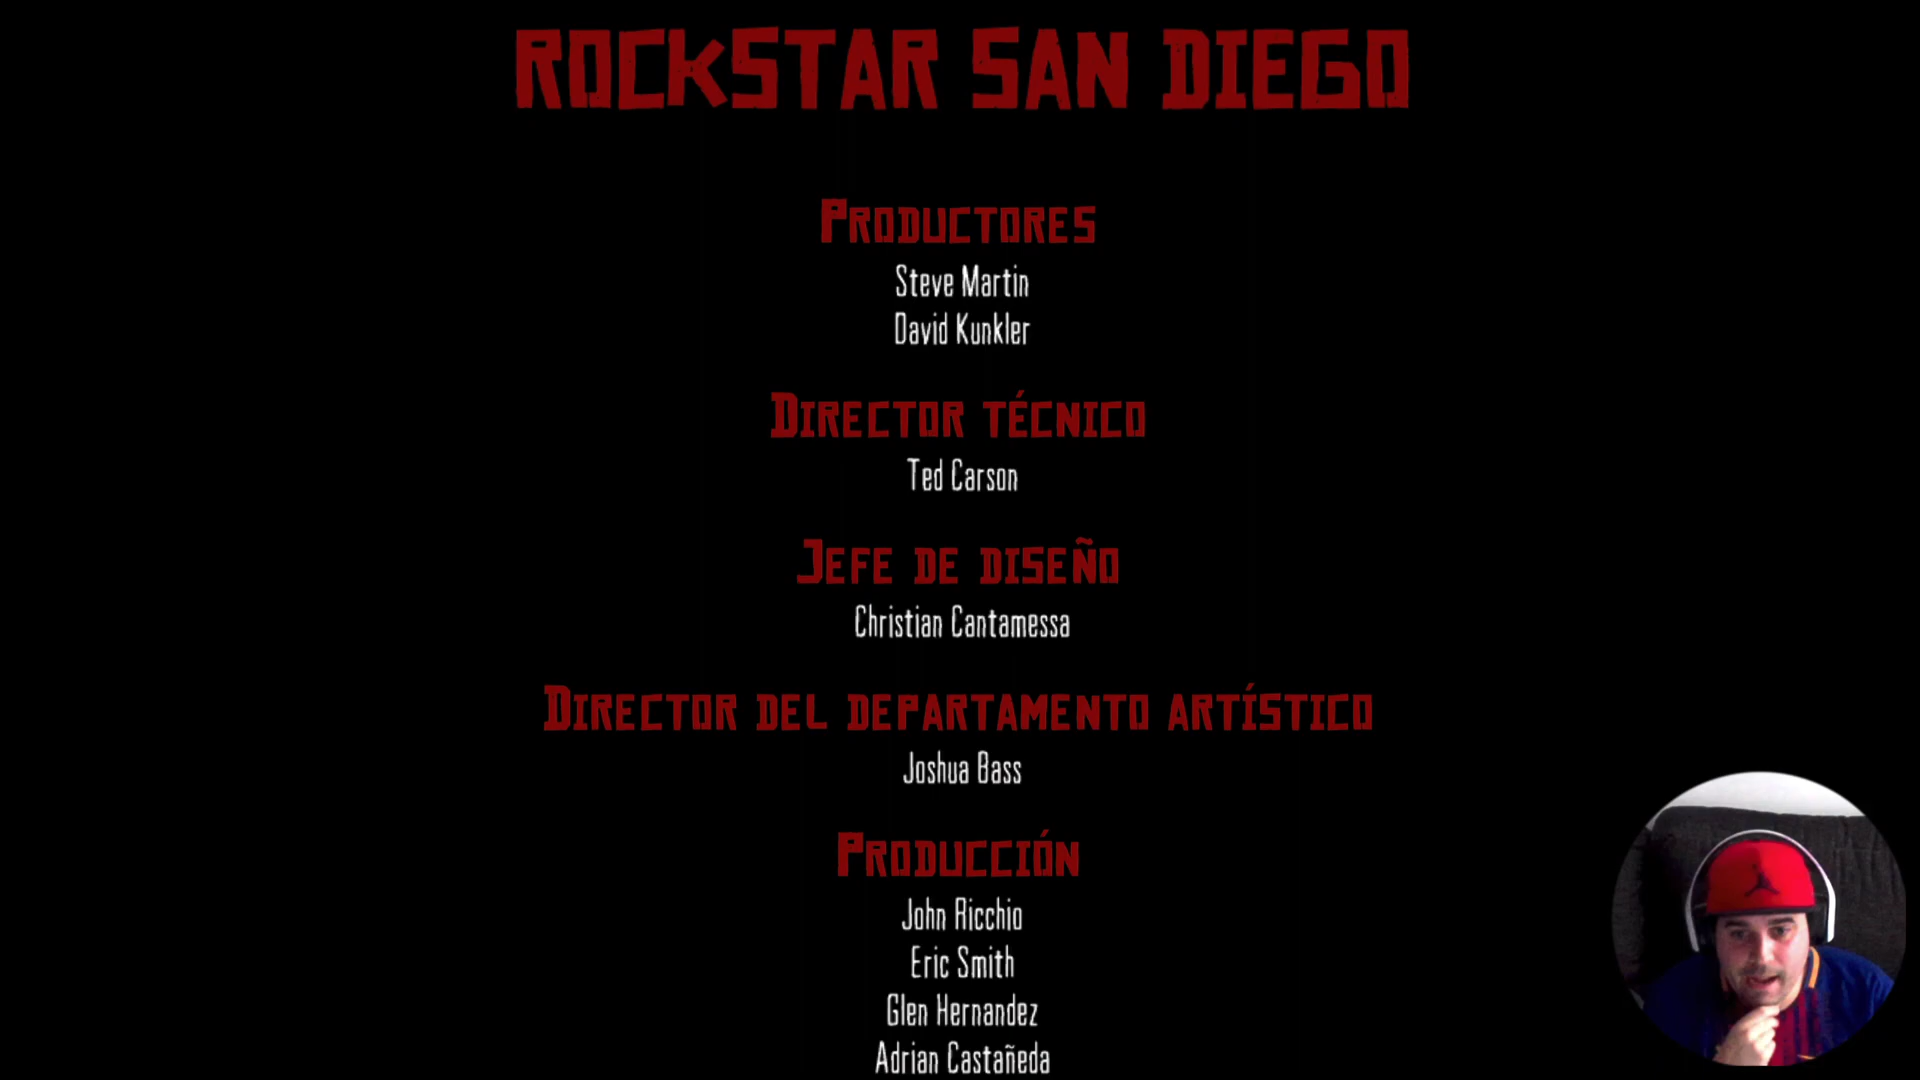 ROCKSTAR SAN DIEGO
PRODUCTORES
Steve Martin
David Kunkler
DIRECTOR TÉCNICO
Ted Carson
JEFE DE DISEÑO
Christian Cantamessa
DIRECTOR DEL DEPARTAMENTO ARTÍSTICO
Joshua Bass
PRODUCCIÓN
John Ricchio
Eric Smith
Glen Hernandez
Adrian Castañeda